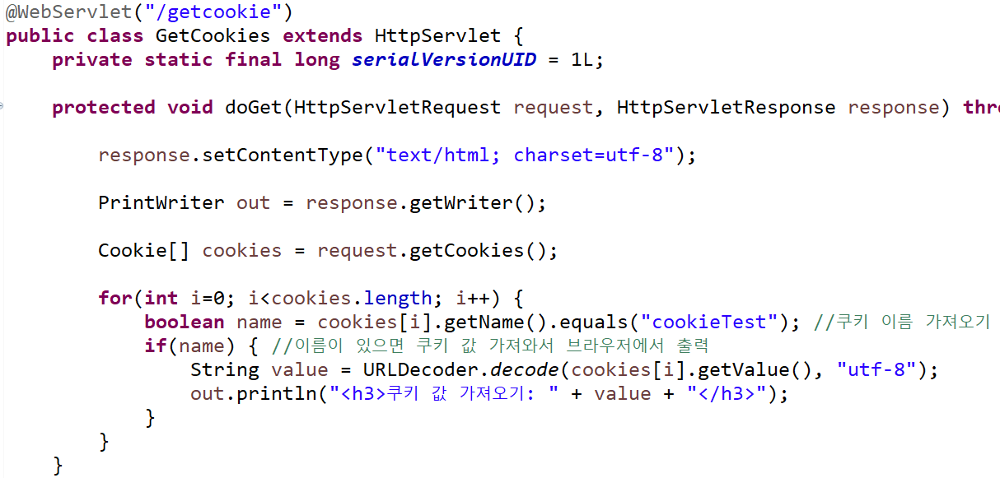 @WebServlet("/getcookie")
public class GetCookies extends HttpServlet {
    private static final long serialVersionUID = 1L;
    protected void doGet(HttpServletRequest request, HttpServletResponse response) thr
        response.setContentType("text/html; charset=utf-8");
        PrintWriter out = response.getWriter();
        Cookie[] cookies = request.getCookies();
        for(int i=0; i<cookies.length; i++) {
            boolean name = cookies[i].getName().equals("cookieTest"); //쿠키 이름 가져오기
            if(name) { //이름이 있으면 쿠키 값 가져와서 브라우저에서 출력
                String value = URLDecoder.decode(cookies[i].getValue(), "utf-8");
                out.println("<h3>쿠키 값 가져오기: " + value + "</h3>");
            }
        }
    }